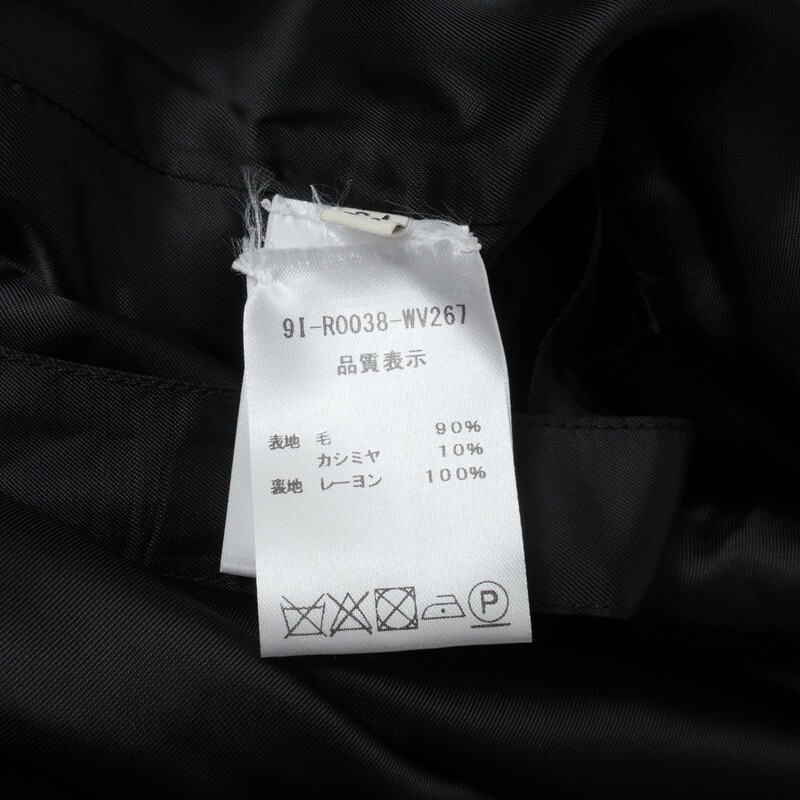 9I-R0038-WV267
品質表示
表地 毛 90%
カシミヤ 10%
裏地 レーヨン 100%
P